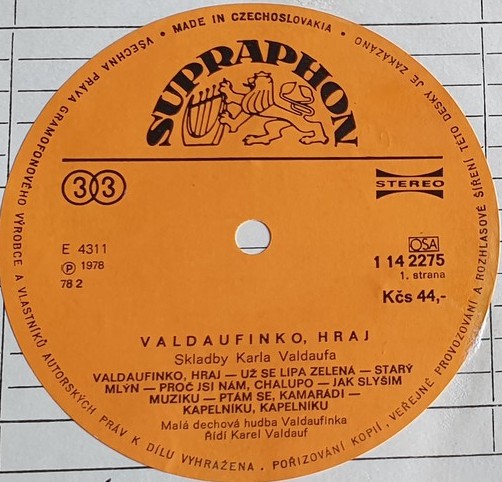 • MADE IN CZECHOSLOVAKIA •
VŠECHNA PRÁVA GRAMOFONOVÉHO VÝROBCE A VLASTNÍKŮ AUTORSKÝCH PRÁV K DÍLU VYHRAŽENA. POŘIZOVÁNÍ KOPIÍ, VEŘEJNÉ PROVOZOVÁNÍ A ROZHLASOVÉ ŠÍŘENÍ TÉTO DESKY JE ZAKÁZÁNO
SUPRAPHON
33
STEREO
E 4311
℗ 1978
78 2
OSA
1 14 2275
1. strana
Kčs 44,-
VALDAUFINKO, HRAJ
Skladby Karla Valdaufa
VALDAUFINKO, HRAJ — UŽ SE LÍPA ZELENÁ — STARÝ
MLÝN — PROČ JSI NÁM, CHALUPO — JAK SLYŠÍM
MUZIKU — PTÁM SE, KAMARÁDI —
KAPELNÍKU, KAPELNÍKU
Malá dechová hudba Valdaufinka
Řídí Karel Valdauf